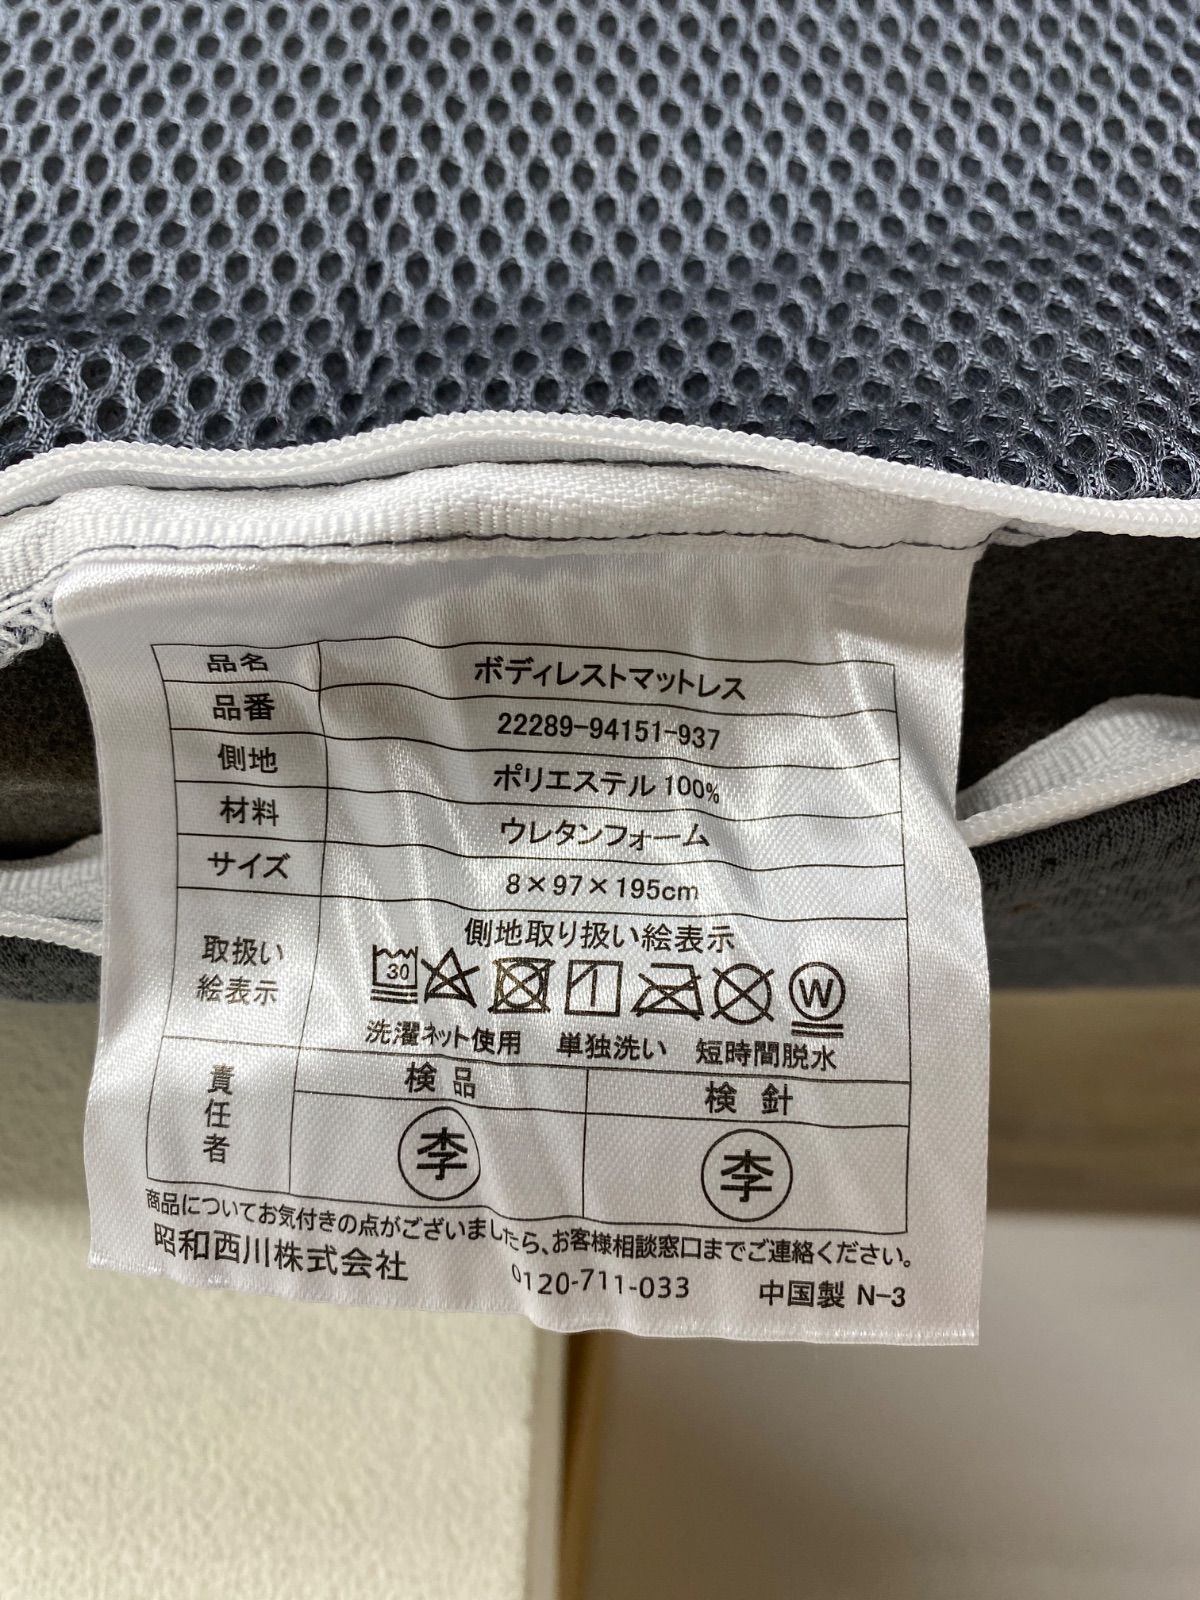 品名 ボディレストマットレス
品番 22289-94151-937
側地 ポリエステル 100%
材料 ウレタンフォーム
サイズ 8×97×195cm
取扱い絵表示 側地取り扱い絵表示
30 W
洗濯ネット使用 単独洗い 短時間脱水
責任者 検品 検針
李 李
商品についてお気付きの点がございましたら、お客様相談窓口までご連絡ください。
昭和西川株式会社 0120-711-033 中国製 N-3